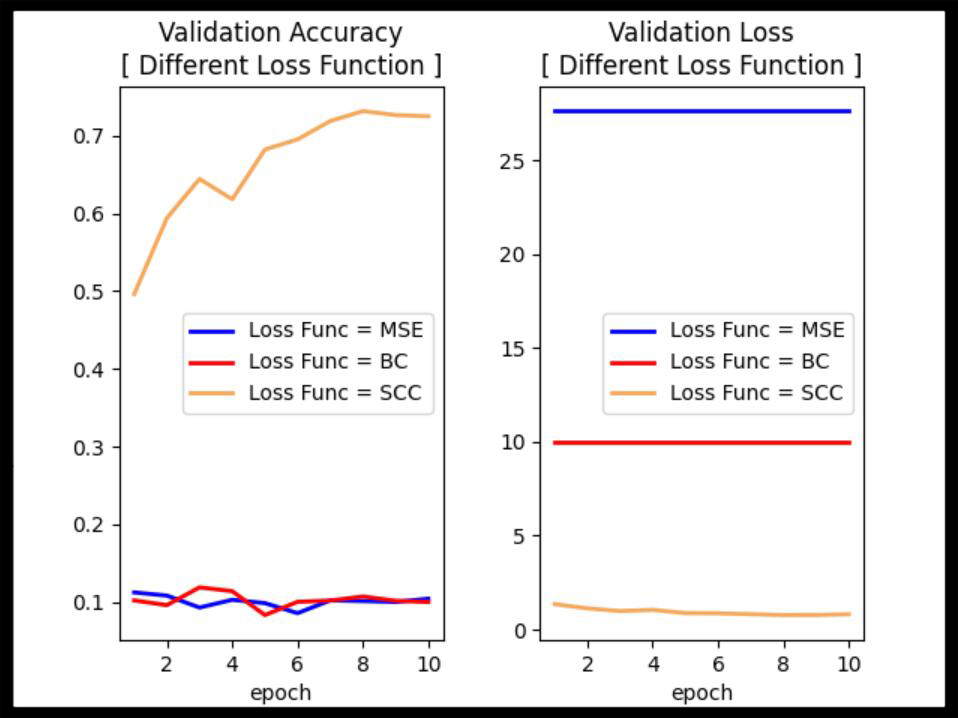 Validation Accuracy
[ Different Loss Function ]
0.7
0.6
0.5
0.4
0.3
0.2
0.1
Loss Func = MSE
Loss Func = BC
Loss Func = SCC
2 4 6 8 10
epoch
Validation Loss
[ Different Loss Function ]
25
20
15
10
5
0
Loss Func = MSE
Loss Func = BC
Loss Func = SCC
2 4 6 8 10
epoch